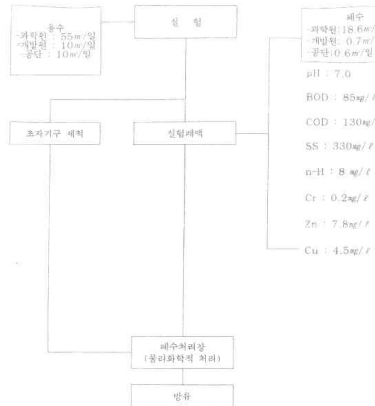 용수
-과학원 : 55㎥/일
-개발원 : 10㎥/일
-공단 : 10㎥/일
실 험
폐수
-과학원:18.6㎥/
-개발원: 0.7㎥/
-공단:0.6㎥/일
pH : 7.0
BOD : 85㎎/ℓ
COD : 130㎎/
SS : 330㎎/ℓ
n-H : 8 ㎎/ℓ
Cr : 0.2㎎/ℓ
Zn : 7.8㎎/ℓ
Cu : 4.5㎎/ℓ
초자기구 세척
실험폐액
폐수처리장
(물리화학적 처리)
방류